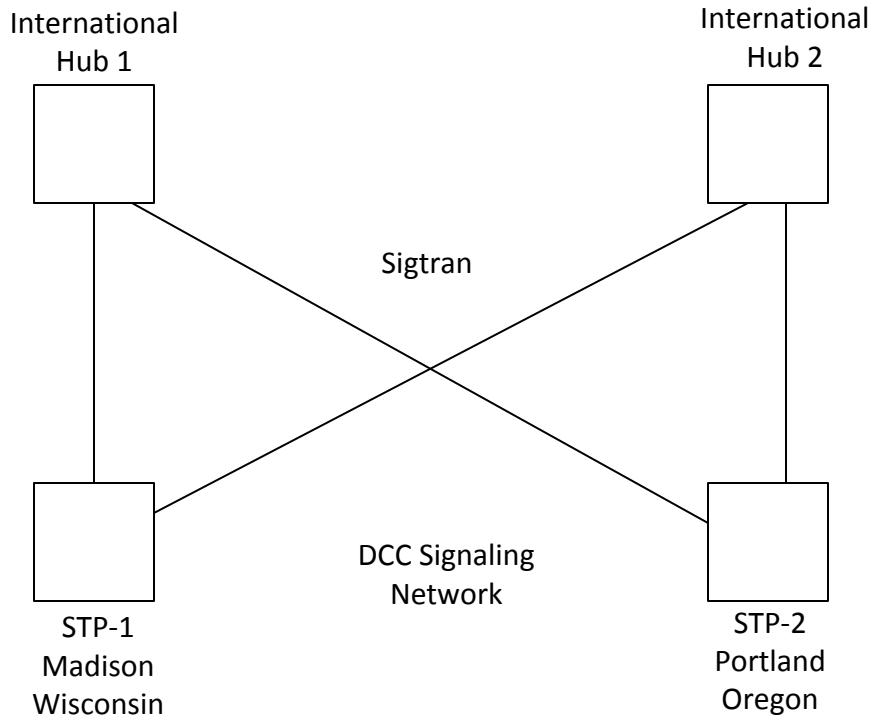 International
Hub 1
International
Hub 2
Sigtran
DCC Signaling
Network
STP-1
Madison
Wisconsin
STP-2
Portland
Oregon